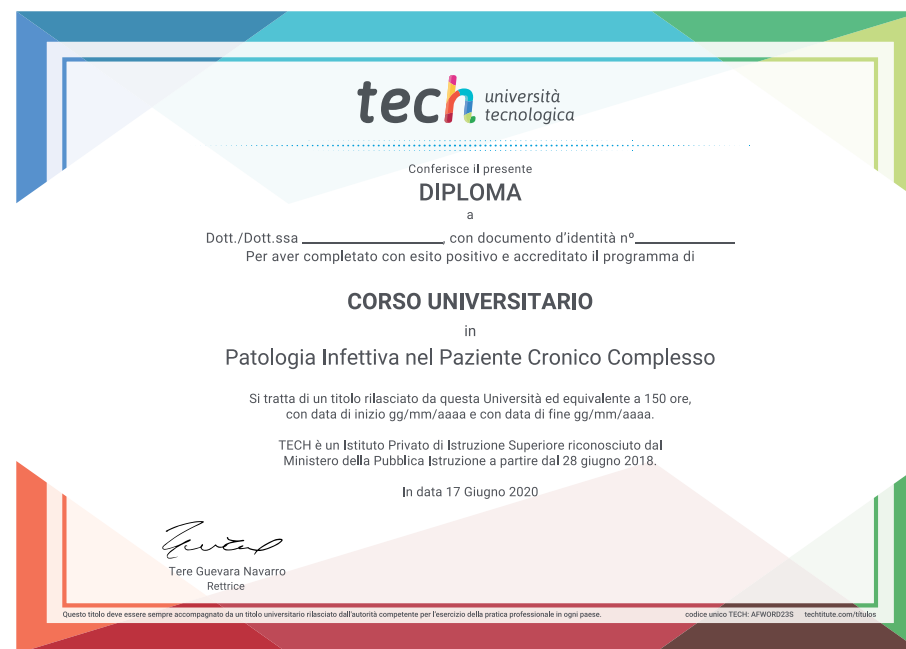 tech università
tecnologica
Conferisce il presente
DIPLOMA
a
Dott./Dott.ssa ________________, con documento d'identità nº____________
Per aver completato con esito positivo e accreditato il programma di
CORSO UNIVERSITARIO
in
Patologia Infettiva nel Paziente Cronico Complesso
Si tratta di un titolo rilasciato da questa Università ed equivalente a 150 ore,
con data di inizio gg/mm/aaaa e con data di fine gg/mm/aaaa.
TECH è un Istituto Privato di Istruzione Superiore riconosciuto dal
Ministero della Pubblica Istruzione a partire dal 28 giugno 2018.
In data 17 Giugno 2020
Tere Guevara Navarro
Rettrice
Questo titolo deve essere sempre accompagnato da un titolo universitario rilasciato dall'autorità competente per l'esercizio della pratica professionale in ogni paese. codice unico TECH: AFWORD23S techtitute.com/titulos